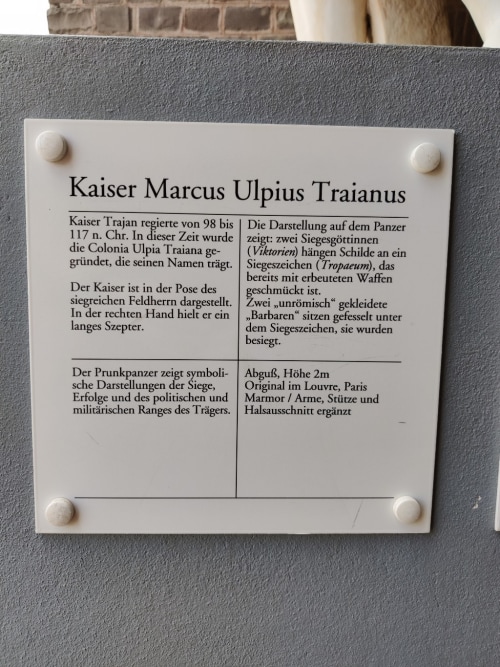 Kaiser Marcus Ulpius Traianus
Kaiser Trajan regierte von 98 bis
117 n. Chr. In dieser Zeit wurde
die Colonia Ulpia Traiana ge-
gründet, die seinen Namen trägt.
Der Kaiser ist in der Pose des
siegreichen Feldherrn dargestellt.
In der rechten Hand hielt er ein
langes Szepter.
Die Darstellung auf dem Panzer
zeigt: zwei Siegesgöttinnen
(Viktorien) hängen Schilde an ein
Siegeszeichen (Tropaeum), das
bereits mit erbeuteten Waffen
geschmückt ist.
Zwei „unrömisch“ gekleidete
„Barbaren“ sitzen gefesselt unter
dem Siegeszeichen, sie wurden
besiegt.
Der Prunkpanzer zeigt symboli-
sche Darstellungen der Siege,
Erfolge und des politischen und
militärischen Ranges des Trägers.
Abguß, Höhe 2m
Original im Louvre, Paris
Marmor / Arme, Stütze und
Halsausschnitt ergänzt